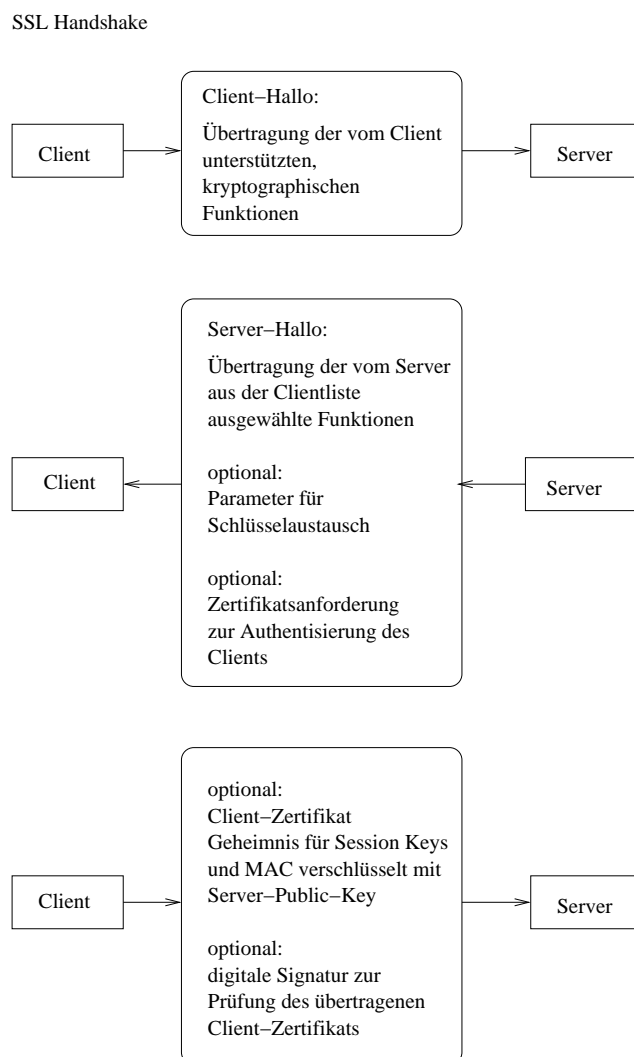 SSL Handshake
Client–Hallo:
Übertragung der vom Client
unterstützten,
kryptographischen
Funktionen
Client
Server
Server–Hallo:
Übertragung der vom Server
aus der Clientliste
ausgewählte Funktionen
optional:
Parameter für
Schlüsselaustausch
optional:
Zertifikatsanforderung
zur Authentisierung des
Clients
Client
Server
optional:
Client–Zertifikat
Geheimnis für Session Keys
und MAC verschlüsselt mit
Server–Public–Key
optional:
digitale Signatur zur
Prüfung des übertragenen
Client–Zertifikats
Client
Server